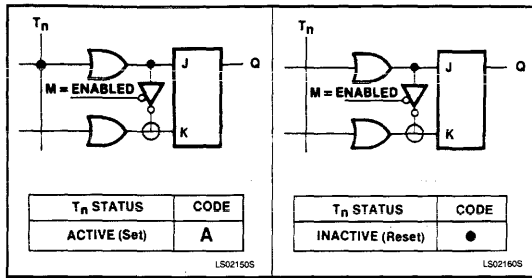 Tn
J
Q
M = ENABLED
K
Tn STATUS CODE
ACTIVE (Set) A
LS02150S
Tn
J
Q
M = ENABLED
K
Tn STATUS CODE
INACTIVE (Reset) ●
LS02160S